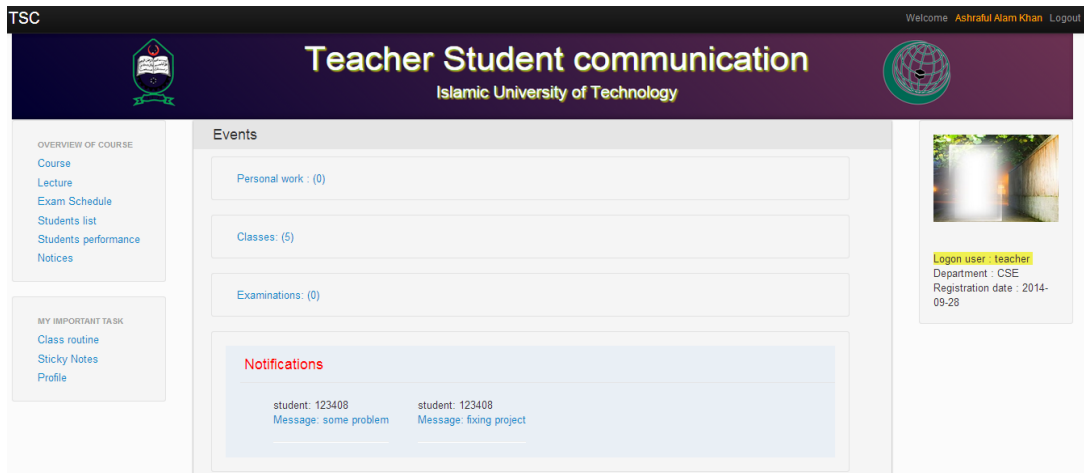 TSC
Welcome Ashraful Alam Khan Logout
Teacher Student communication
Islamic University of Technology
OVERVIEW OF COURSE
Course
Lecture
Exam Schedule
Students list
Students performance
Notices
MY IMPORTANT TASK
Class routine
Sticky Notes
Profile
Events
Personal work : (0)
Classes: (5)
Examinations: (0)
Notifications
student: 123408
Message: some problem
student: 123408
Message: fixing project
Logon user : teacher
Department : CSE
Registration date : 2014-
09-28